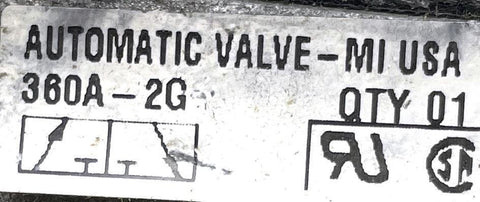 AUTOMATIC VALVE-MI USA
360A-2G
QTY 01